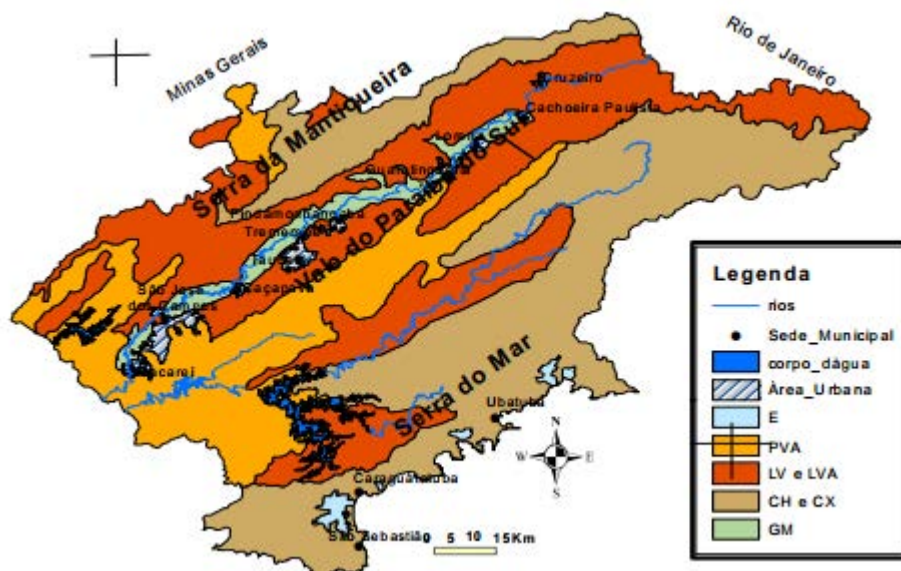 Minas Gerais
Rio de Janeiro
Serra da Mantiqueira
Cruzeiro
Cachoeira Paulista
Vale do Paraíba do Sul
Pindamonhangaba
Tremembé
Caçapava
São José
dos Campos
Jacareí
Serra do Mar
Ubatuba
Caraguatatuba
São Sebastião
N
W
E
S
0 5 10 15Km
Legenda
rios
Sede_Municipal
corpo_dágua
Área_Urbana
E
PVA
LV e LVA
CH e CX
GM